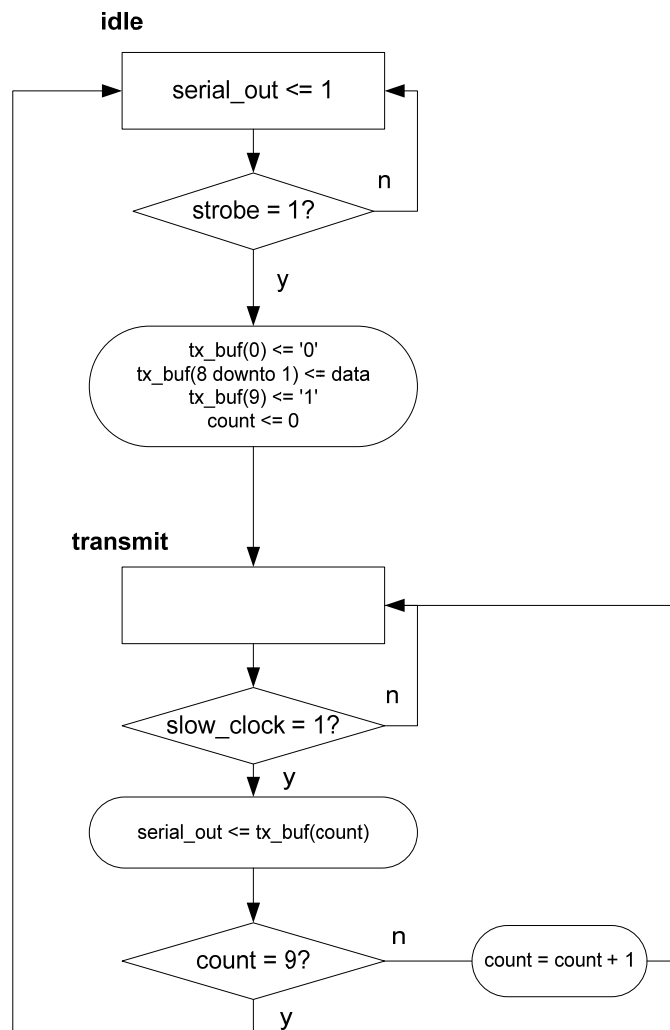 idle
serial_out <= 1
n
strobe = 1?
y
tx_buf(0) <= '0'
tx_buf(8 downto 1) <= data
tx_buf(9) <= '1'
count <= 0
transmit
n
slow_clock = 1?
y
serial_out <= tx_buf(count)
n
count = 9?
count = count + 1
y